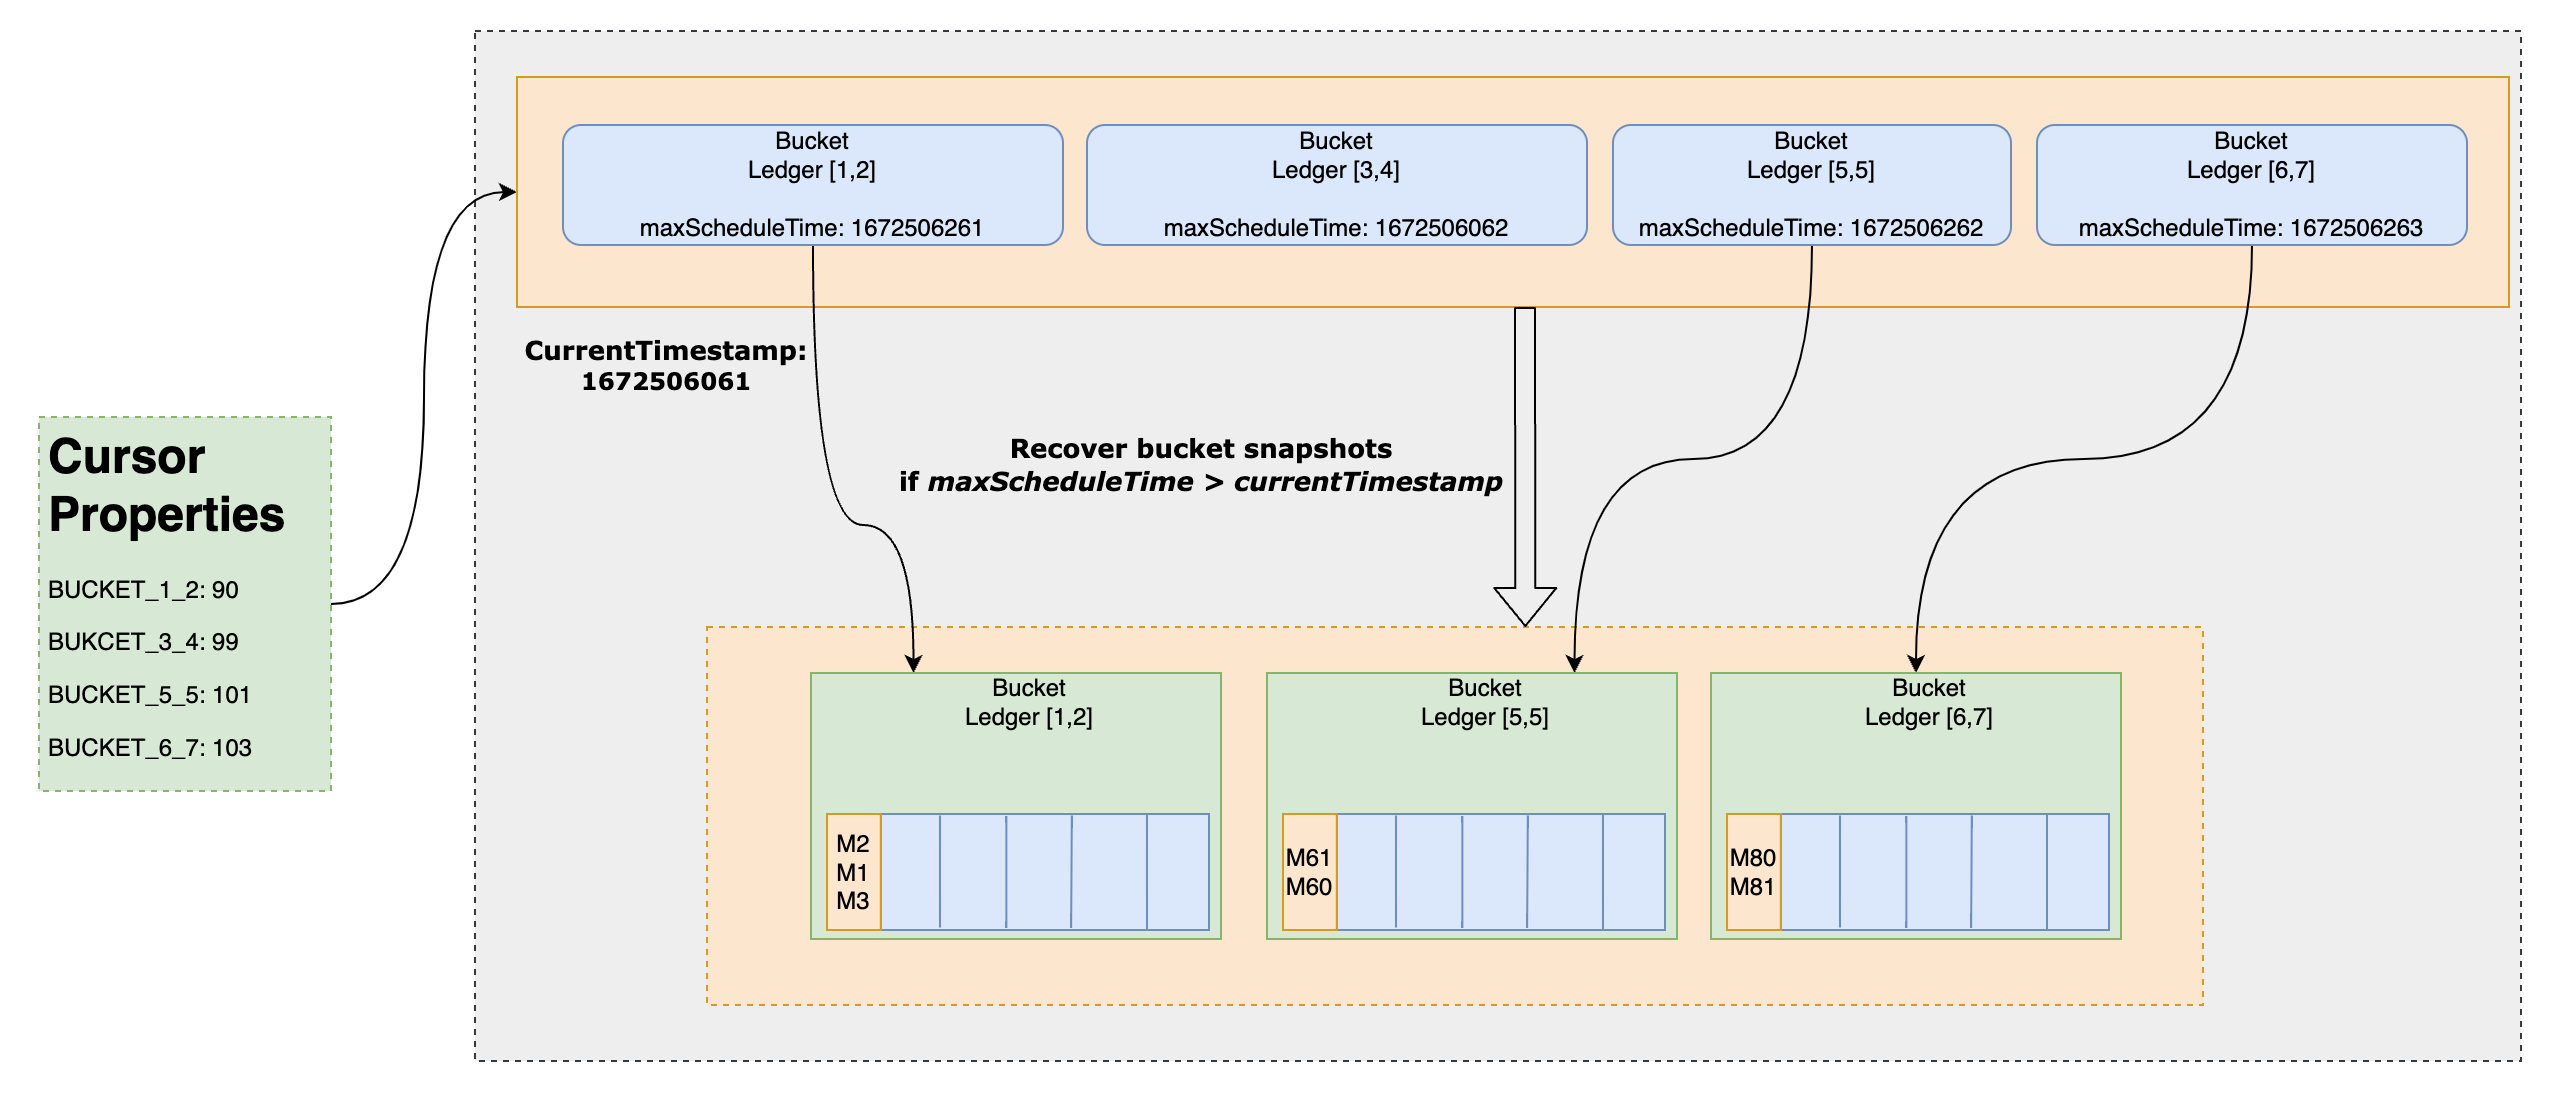 Bucket
Ledger [1,2]
maxScheduleTime: 1672506261
Bucket
Ledger [3,4]
maxScheduleTime: 1672506062
Bucket
Ledger [5,5]
maxScheduleTime: 1672506262
Bucket
Ledger [6,7]
maxScheduleTime: 1672506263
CurrentTimestamp:
1672506061
Recover bucket snapshots
if maxScheduleTime > currentTimestamp
Cursor
Properties
BUCKET_1_2: 90
BUKCET_3_4: 99
BUCKET_5_5: 101
BUCKET_6_7: 103
Bucket
Ledger [1,2]
M2
M1
M3
Bucket
Ledger [5,5]
M61
M60
Bucket
Ledger [6,7]
M80
M81